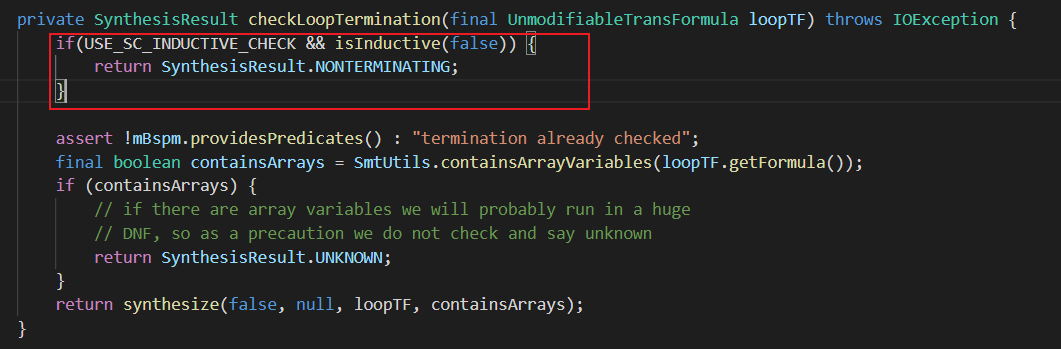 private SynthesisResult checkLoopTermination(final UnmodifiableTransFormula loopTF) throws IOException {
    if(USE_SC_INDUCTIVE_CHECK && isInductive(false)) {
        return SynthesisResult.NONTERMINATING;
    }

    assert !mBspm.providesPredicates() : "termination already checked";
    final boolean containsArrays = SmtUtils.containsArrayVariables(loopTF.getFormula());
    if (containsArrays) {
        // if there are array variables we will probably run in a huge
        // DNF, so as a precaution we do not check and say unknown
        return SynthesisResult.UNKNOWN;
    }
    return synthesize(false, null, loopTF, containsArrays);
}